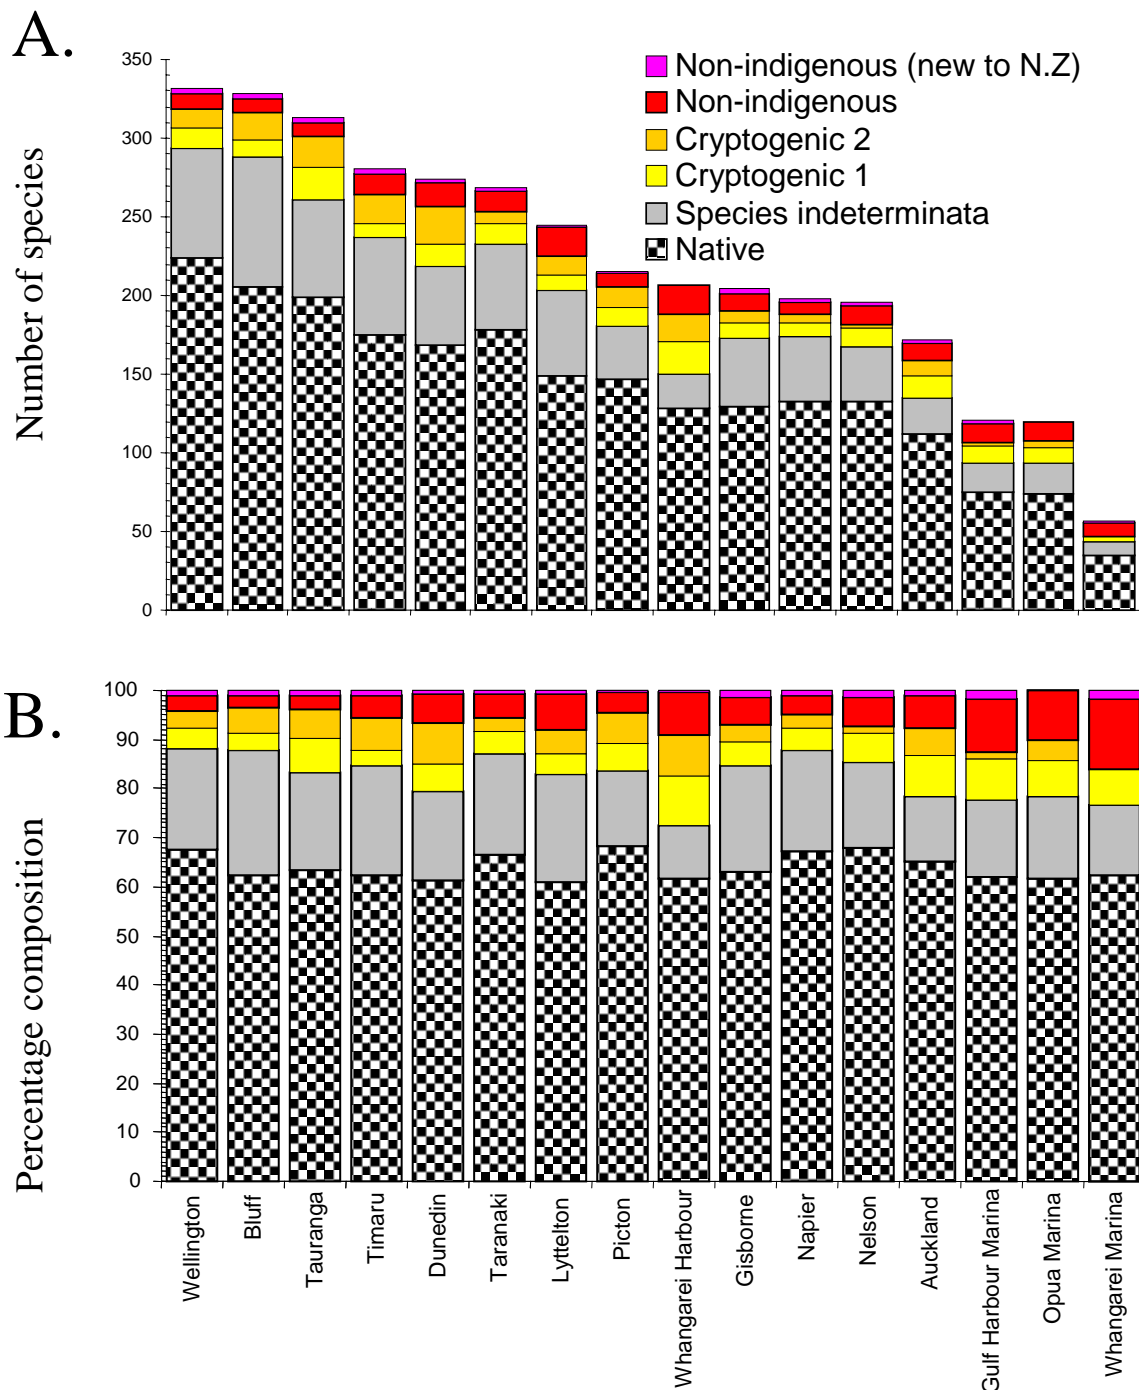 A.
Number of species
350
300
250
200
150
100
50
0
Non-indigenous (new to N.Z)
Non-indigenous
Cryptogenic 2
Cryptogenic 1
Species indeterminata
Native
B.
Percentage composition
100
90
80
70
60
50
40
30
20
10
0
Wellington
Bluff
Tauranga
Timaru
Dunedin
Taranaki
Lyttelton
Picton
Whangarei Harbour
Gisborne
Napier
Nelson
Auckland
Gulf Harbour Marina
Opua Marina
Whangarei Marina